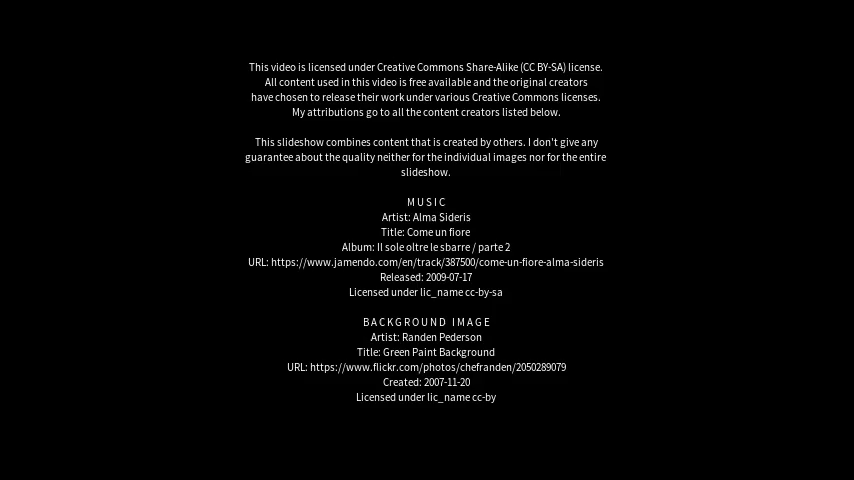 This video is licensed under Creative Commons Share-Alike (CC BY-SA) license.
All content used in this video is free available and the original creators
have chosen to release their work under various Creative Commons licenses.
My attributions go to all the content creators listed below.
This slideshow combines content that is created by others. I don't give any
guarantee about the quality neither for the individual images nor for the entire
slideshow.
MUSIC
Artist: Alma Sideris
Title: Come un fiore
Album: Il sole oltre le sbarre / parte 2
URL: https://www.jamendo.com/en/track/387500/come-un-fiore-alma-sideris
Released: 2009-07-17
Licensed under lic_name cc-by-sa
BACKGROUND IMAGE
Artist: Randen Pederson
Title: Green Paint Background
URL: https://www.flickr.com/photos/chefranden/2050289079
Created: 2007-11-20
Licensed under lic_name cc-by